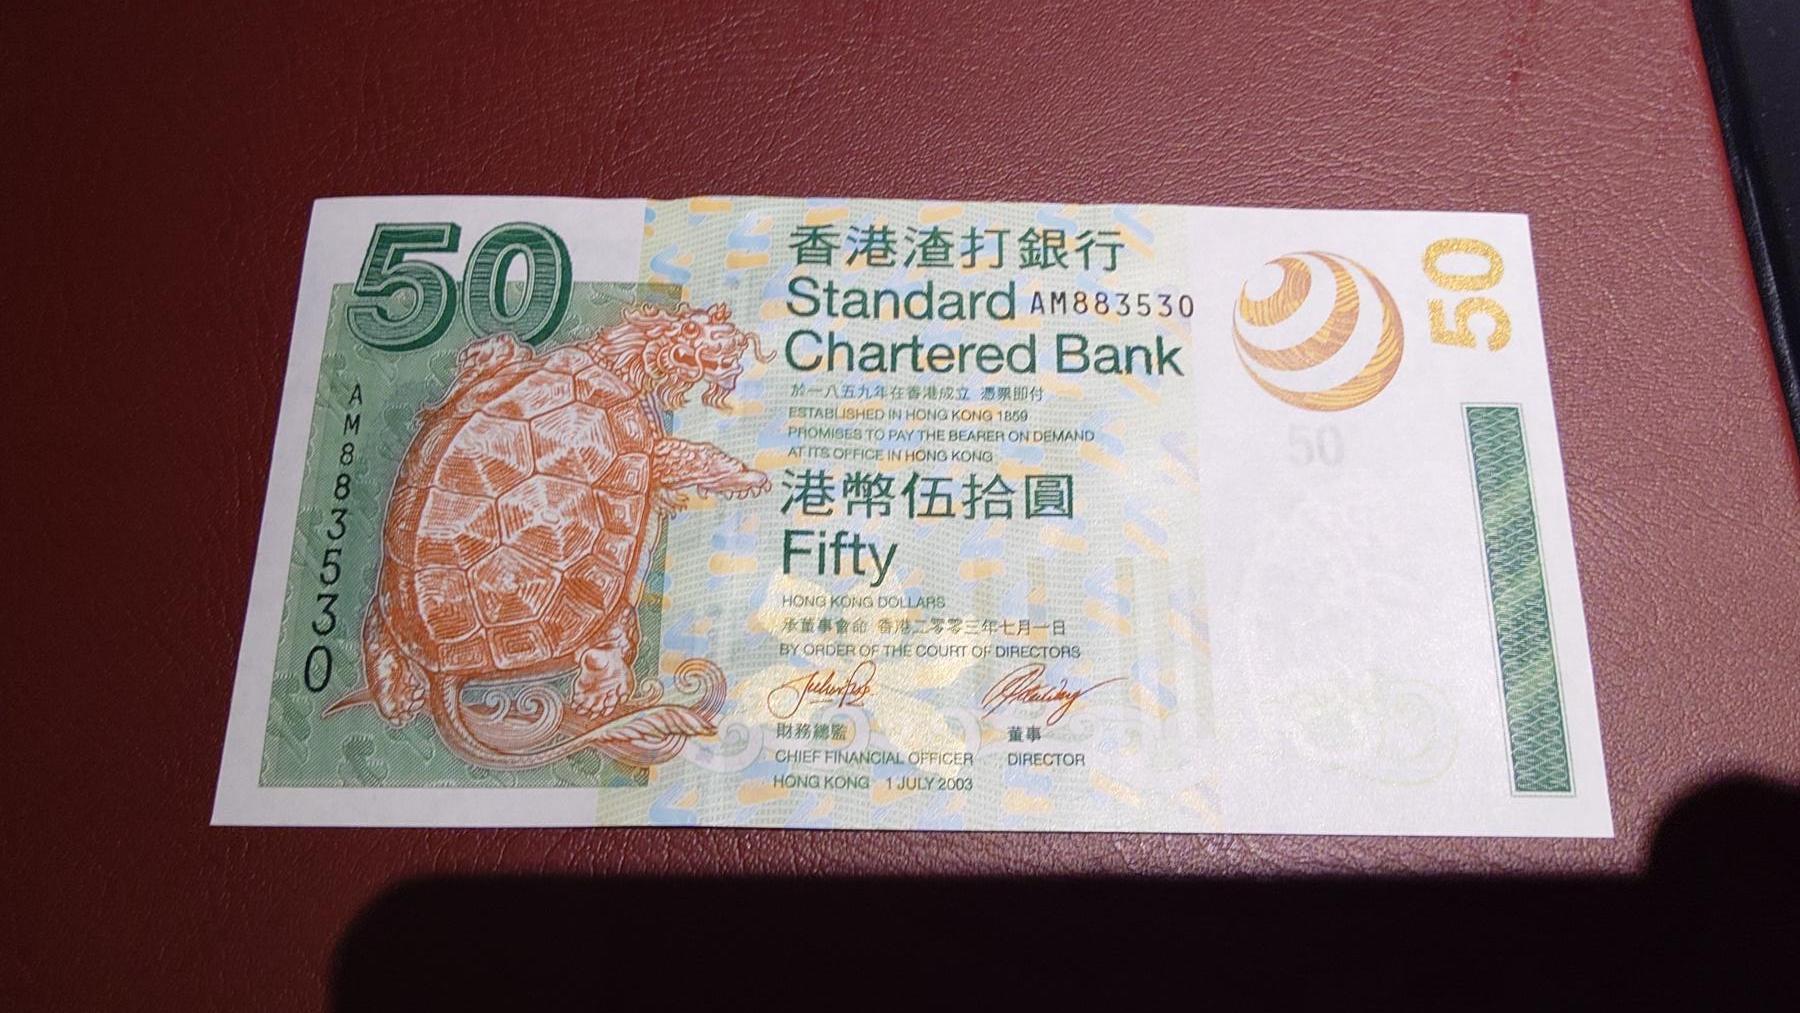 50
香港渣打銀行
Standard AM883530
Chartered Bank
於一八五九年在香港成立 憑票即付
ESTABLISHED IN HONG KONG 1859
PROMISES TO PAY THE BEARER ON DEMAND
AT ITS OFFICE IN HONG KONG
港幣伍拾圓
Fifty
HONG KONG DOLLARS
承董事會命 香港二零零三年七月一日
BY ORDER OF THE COURT OF DIRECTORS
財務總監 董事
CHIEF FINANCIAL OFFICER DIRECTOR
HONG KONG 1 JULY 2003
AM883530
50
50